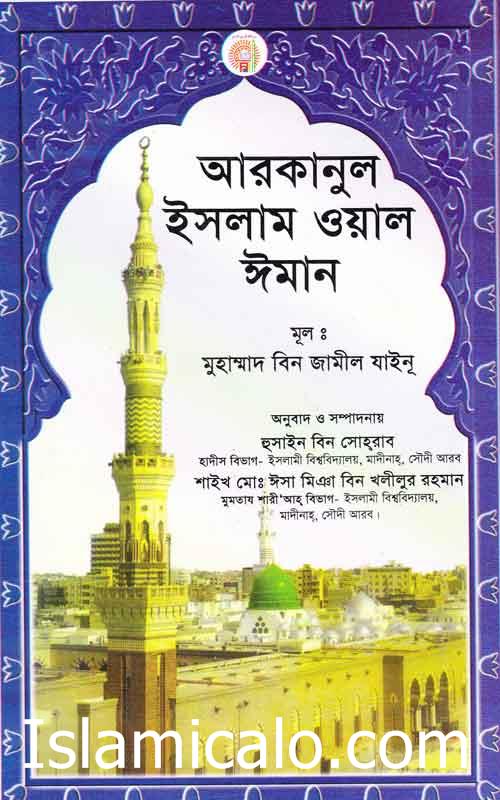 আরকানুল
ইসলাম ওয়াল
ঈমান
মূল ঃ
মুহাম্মাদ বিন জামীল যাইনূ
অনুবাদ ও সম্পাদনায়
হুসাইন বিন সোহ্‌রাব
হাদীস বিভাগ- ইসলামী বিশ্ববিদ্যালয়, মাদীনাহ্, সৌদী আরব
শাইখ মোঃ ঈসা মিঞা বিন খলীলুর রহমান
মুমতায শারী'আহ্ বিভাগ- ইসলামী বিশ্ববিদ্যালয়,
মাদীনাহ্, সৌদী আরব।
Islamicalo.com